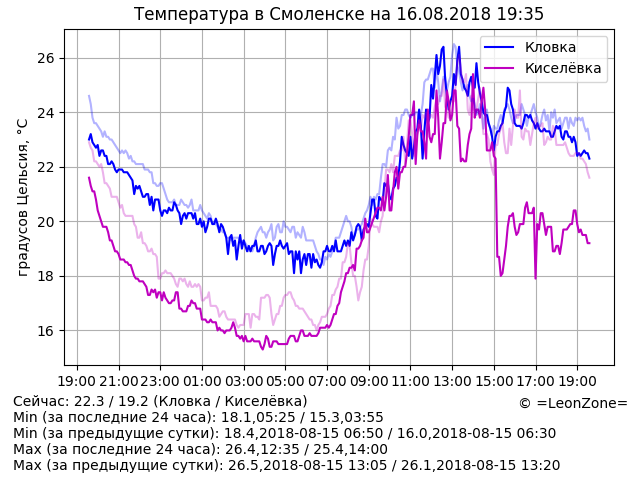 Температура в Смоленске на 16.08.2018 19:35
Кловка
Киселёвка
градусов Цельсия, °C
26
24
22
20
18
16
19:00 21:00 23:00 01:00 03:00 05:00 07:00 09:00 11:00 13:00 15:00 17:00 19:00
Сейчас: 22.3 / 19.2 (Кловка / Киселёвка)
© =LeonZone=
Min (за последние 24 часа): 18.1,05:25 / 15.3,03:55
Min (за предыдущие сутки): 18.4,2018-08-15 06:50 / 16.0,2018-08-15 06:30
Max (за последние 24 часа): 26.4,12:35 / 25.4,14:00
Max (за предыдущие сутки): 26.5,2018-08-15 13:05 / 26.1,2018-08-15 13:20